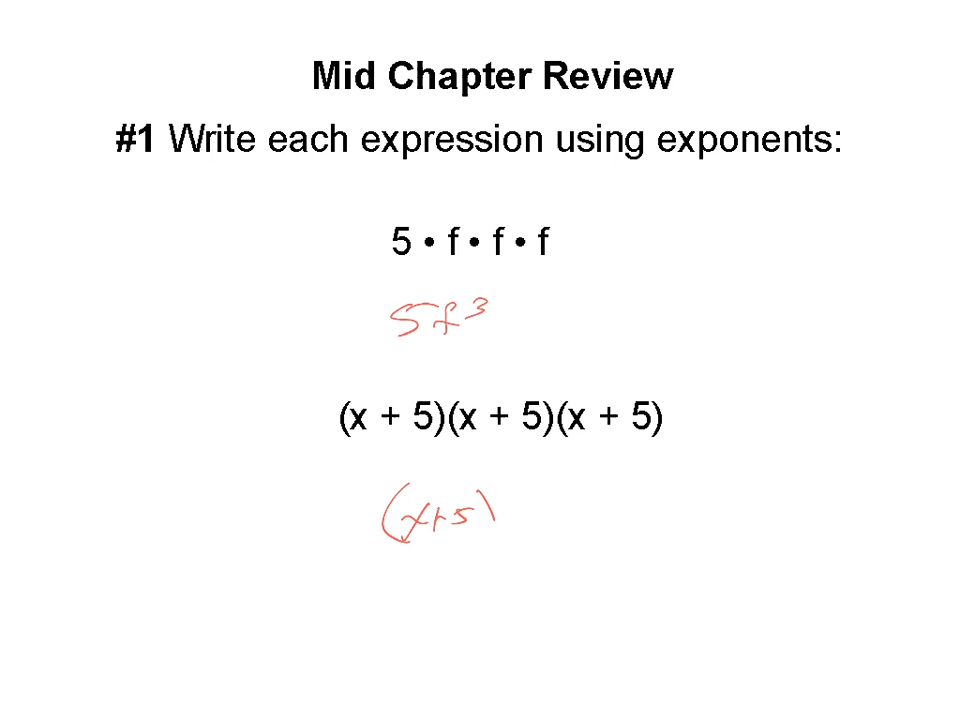 Mid Chapter Review
#1 Write each expression using exponents:
5 • f • f • f
5f³
(x + 5)(x + 5)(x + 5)
(x+5)